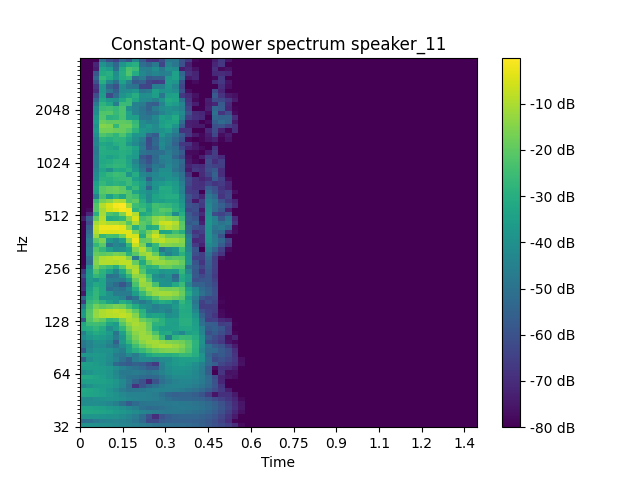 Constant-Q power spectrum speaker_11
Hz
2048
1024
512
256
128
64
32
0 0.15 0.3 0.45 0.6 0.75 0.9 1.1 1.2 1.4
Time
-10 dB
-20 dB
-30 dB
-40 dB
-50 dB
-60 dB
-70 dB
-80 dB